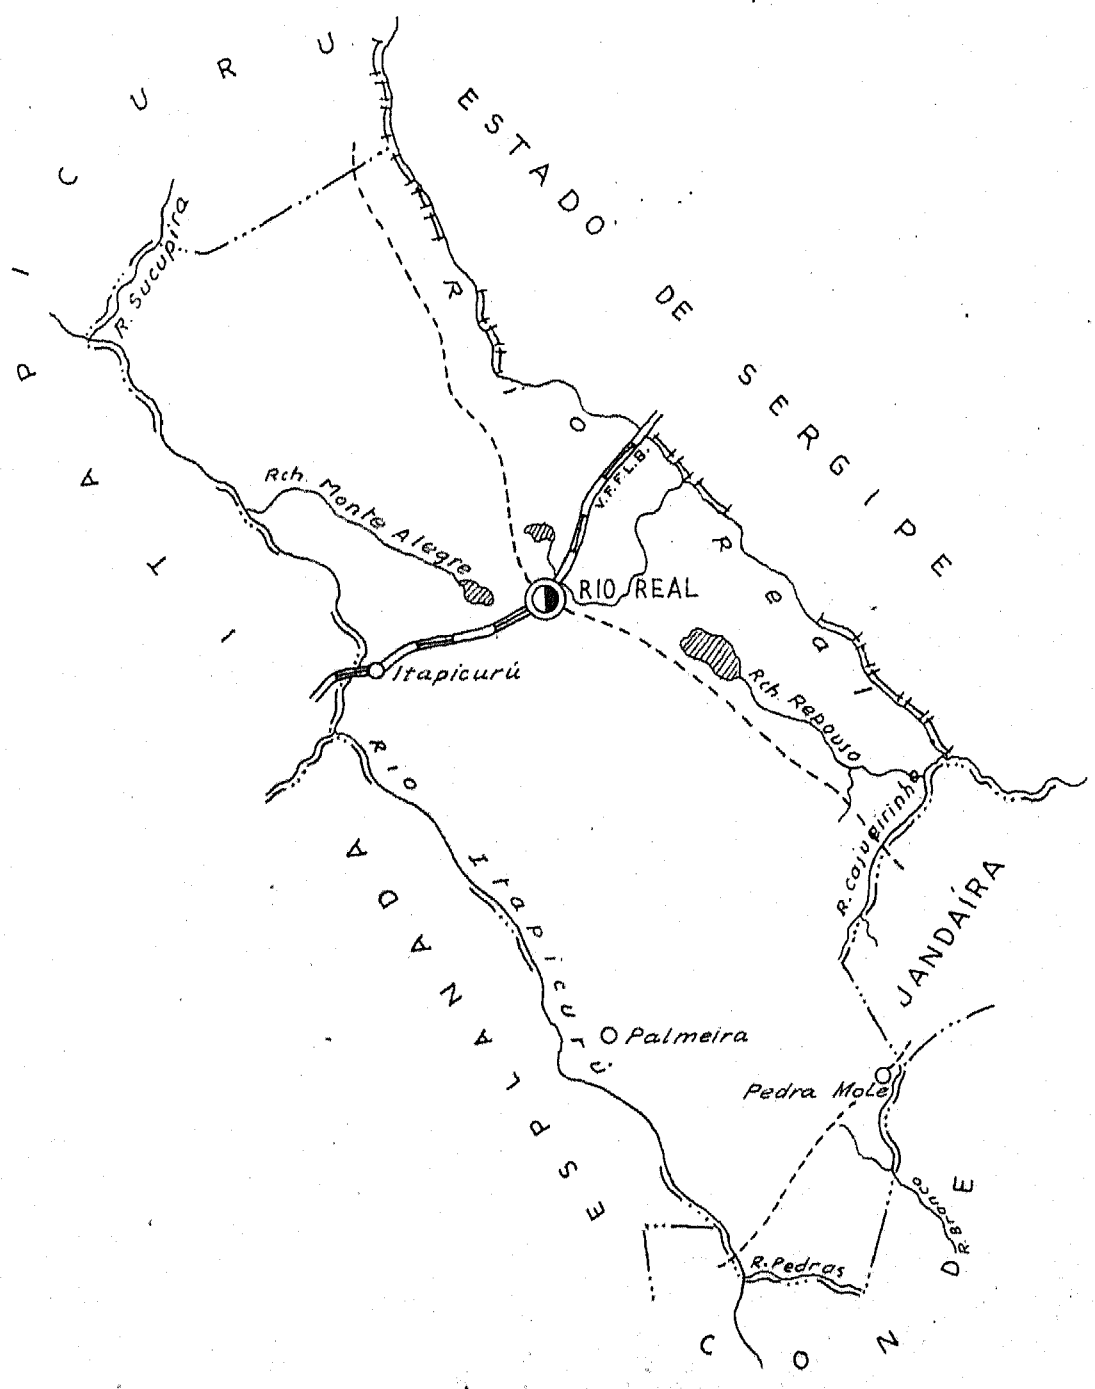 ITAPICURU
ESTADO DE SERGIPE
R. Sucupira
Rio Real
Rch. Monte Alegre
V.F.F.L.B.
RIO REAL
Itapicurú
Rch. Repouso
RIO Itapicurú
R. Cajueirinho
ESPLANADA
JANDAÍRA
Palmeira
Pedra Mole
R. Branco
R. Pedras
CONDE